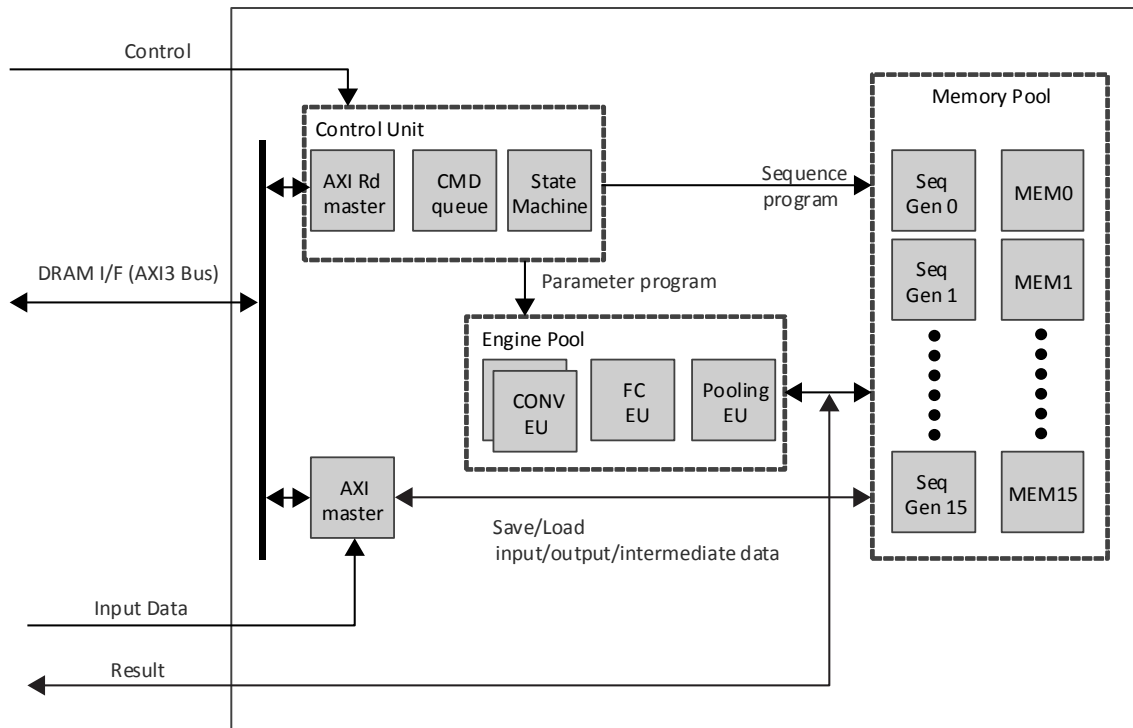 Control
Memory Pool
Control Unit
AXI Rd
master
CMD
queue
State
Machine
Sequence
program
Seq
Gen 0
MEM0
DRAM I/F (AXI3 Bus)
Parameter program
Seq
Gen 1
MEM1
Engine Pool
CONV
EU
FC
EU
Pooling
EU
AXI
master
Seq
Gen 15
MEM15
Save/Load
input/output/intermediate data
Input Data
Result